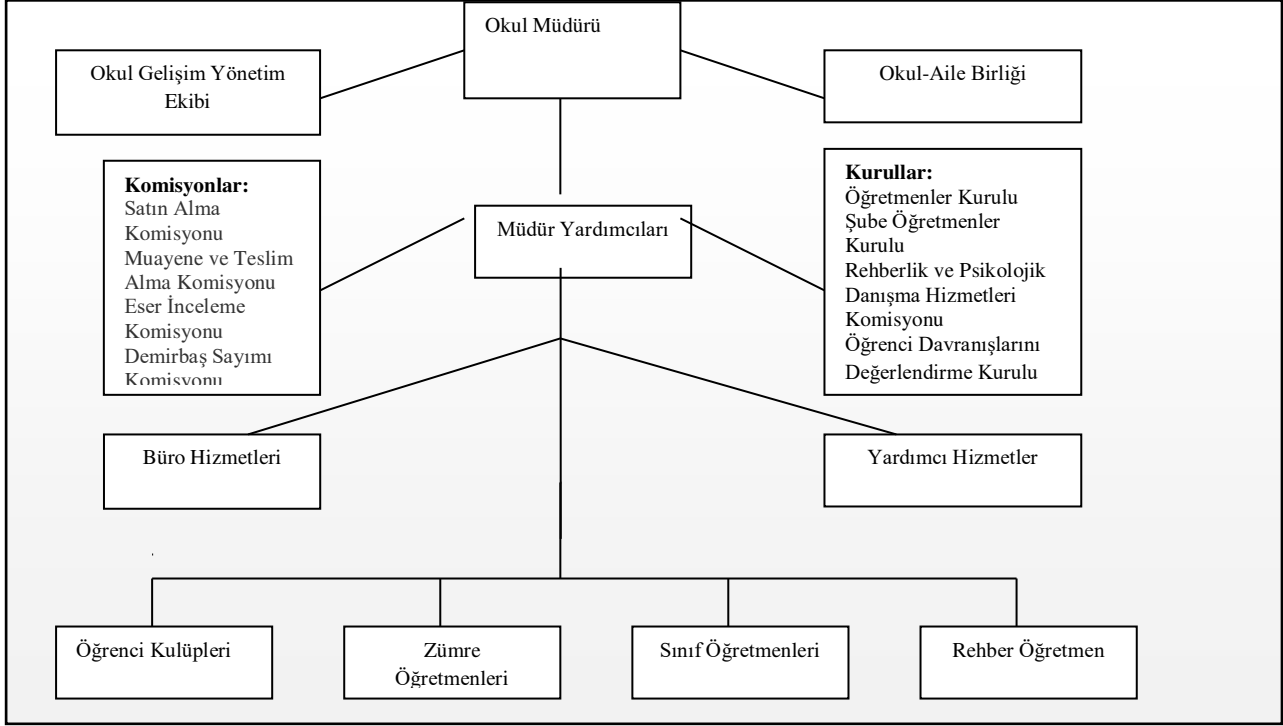 Okul Müdürü
Okul Gelişim Yönetim
Ekibi
Okul-Aile Birliği
Komisyonlar:
Satın Alma
Komisyonu
Muayene ve Teslim
Alma Komisyonu
Eser İnceleme
Komisyonu
Demirbaş Sayımı
Komisyonu
Müdür Yardımcıları
Kurullar:
Öğretmenler Kurulu
Şube Öğretmenler
Kurulu
Rehberlik ve Psikolojik
Danışma Hizmetleri
Komisyonu
Öğrenci Davranışlarını
Değerlendirme Kurulu
Büro Hizmetleri
Yardımcı Hizmetler
Öğrenci Kulüpleri
Zümre
Öğretmenleri
Sınıf Öğretmenleri
Rehber Öğretmen